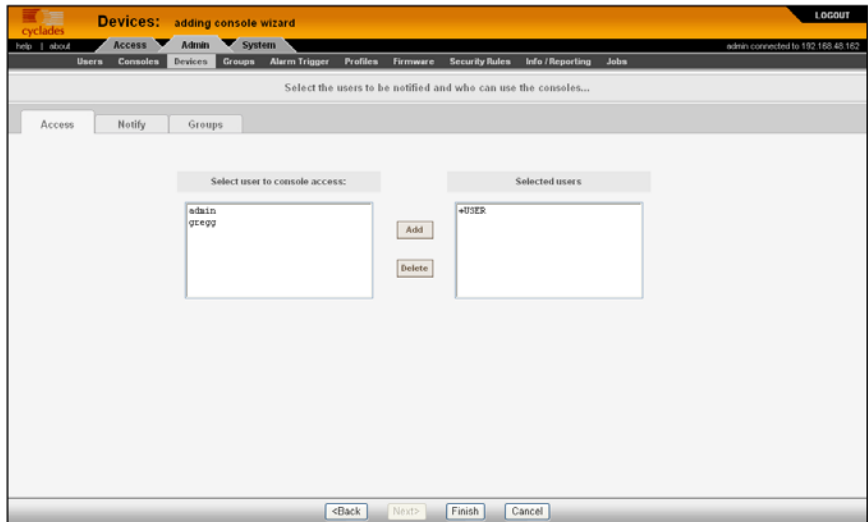 LOGOUT
cyclades
Devices: adding console wizard
help | about Access Admin System admin connected to 192.168.48.162
Users Consoles Devices Groups Alarm Trigger Profiles Firmware Security Rules Info / Reporting Jobs
Select the users to be notified and who can use the consoles...
Access Notify Groups
Select user to console access: Selected users
admin
gregg
+USER
Add
Delete
<Back Next> Finish Cancel